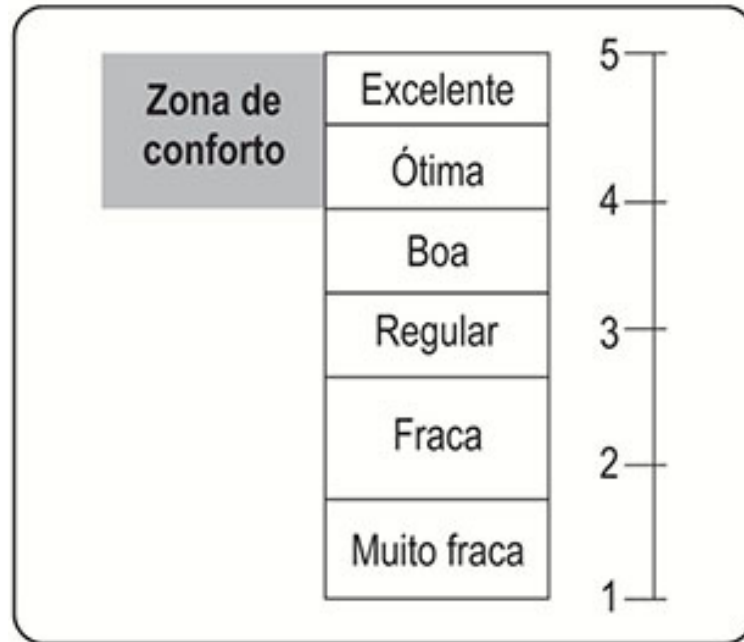 Zona de
conforto
Excelente
Ótima
Boa
Regular
Fraca
Muito fraca
5
4
3
2
1